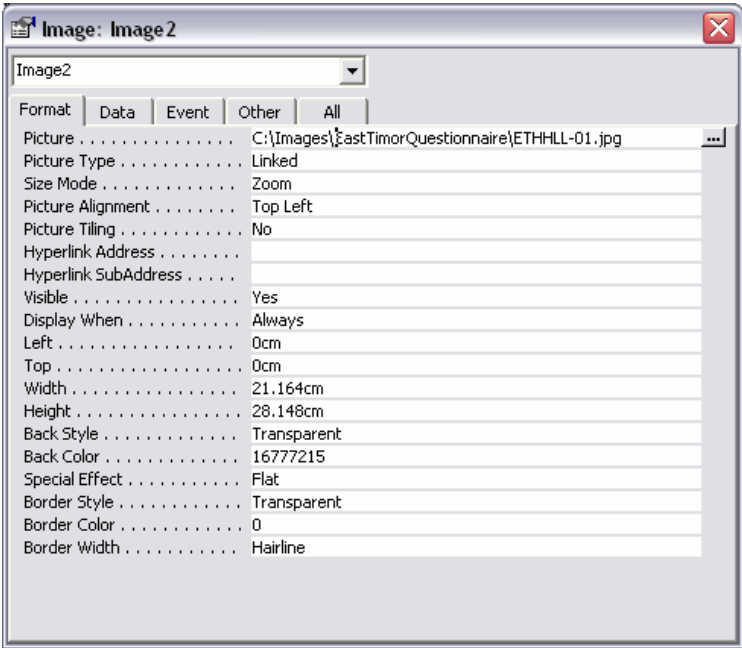 Image: Image2
Image2
Format Data Event Other All
Picture . . . . . . . . . . . . . . . C:\Images\EastTimorQuestionnaire\ETHHLL-01.jpg ...
Picture Type . . . . . . . . . . . Linked
Size Mode . . . . . . . . . . . . . Zoom
Picture Alignment . . . . . . . Top Left
Picture Tiling . . . . . . . . . . . . No
Hyperlink Address . . . . . . . .
Hyperlink SubAddress . . . . .
Visible . . . . . . . . . . . . . . . . Yes
Display When . . . . . . . . . . . Always
Left . . . . . . . . . . . . . . . . . 0cm
Top . . . . . . . . . . . . . . . . . . 0cm
Width . . . . . . . . . . . . . . . . 21.164cm
Height . . . . . . . . . . . . . . . . 28.148cm
Back Style . . . . . . . . . . . . . Transparent
Back Color . . . . . . . . . . . . . 16777215
Special Effect . . . . . . . . . . . Flat
Border Style . . . . . . . . . . . . Transparent
Border Color . . . . . . . . . . . . 0
Border Width . . . . . . . . . . . Hairline